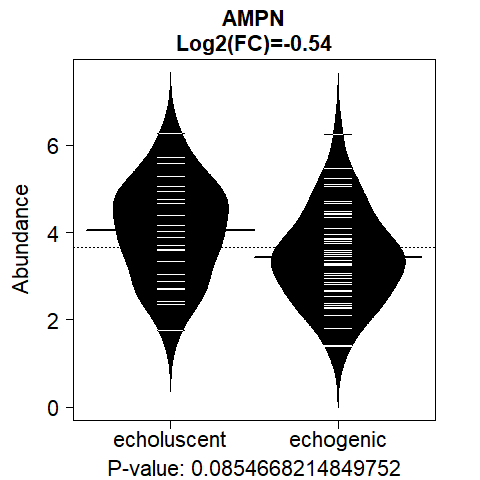 AMPN
Log2(FC)=-0.54
Abundance
6
4
2
0
echoluscent echogenic
P-value: 0.0854668214849752